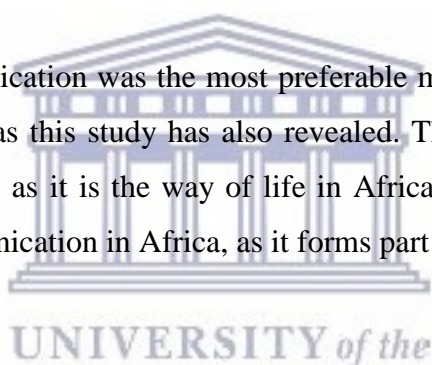 ication was the most preferable m
as this study has also revealed. Th
as it is the way of life in Africa
nication in Africa, as it forms part
UNIVERSITY of the